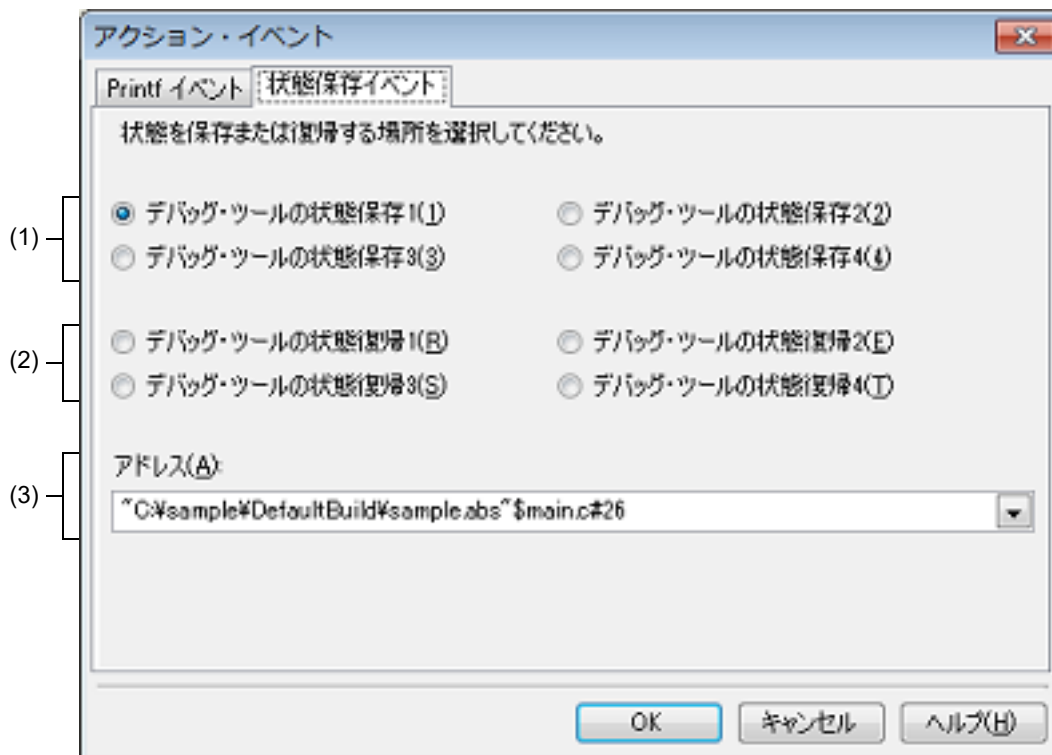 アクション・イベント
Printf イベント 状態保存イベント
状態を保存または復帰する場所を選択してください。
(1)
デバッグ・ツールの状態保存1(1) デバッグ・ツールの状態保存2(2)
デバッグ・ツールの状態保存3(3) デバッグ・ツールの状態保存4(4)
(2)
デバッグ・ツールの状態復帰1(R) デバッグ・ツールの状態復帰2(E)
デバッグ・ツールの状態復帰3(S) デバッグ・ツールの状態復帰4(T)
(3)
アドレス(A):
"C:¥sample¥DefaultBuild¥sample.abs"$main.c#26
OK キャンセル ヘルプ(H)